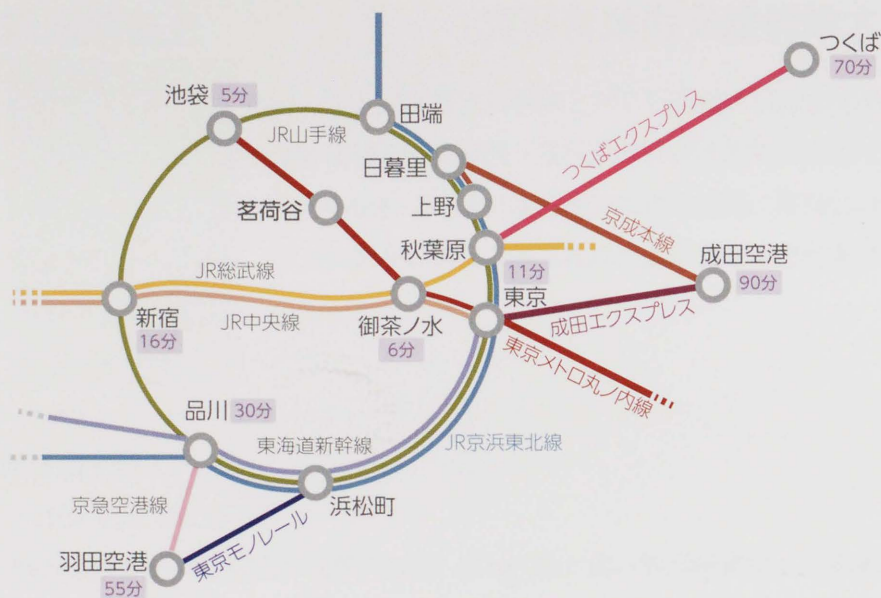 つくば
70分
池袋 5分
JR山手線
田端
つくばエクスプレス
日暮里
茗荷谷
上野
京成本線
秋葉原
成田空港
90分
JR総武線
11分
東京
成田エクスプレス
新宿
16分
JR中央線
御茶ノ水
6分
東京メトロ丸ノ内線
品川 30分
東海道新幹線
JR京浜東北線
京急空港線
浜松町
東京モノレール
羽田空港
55分